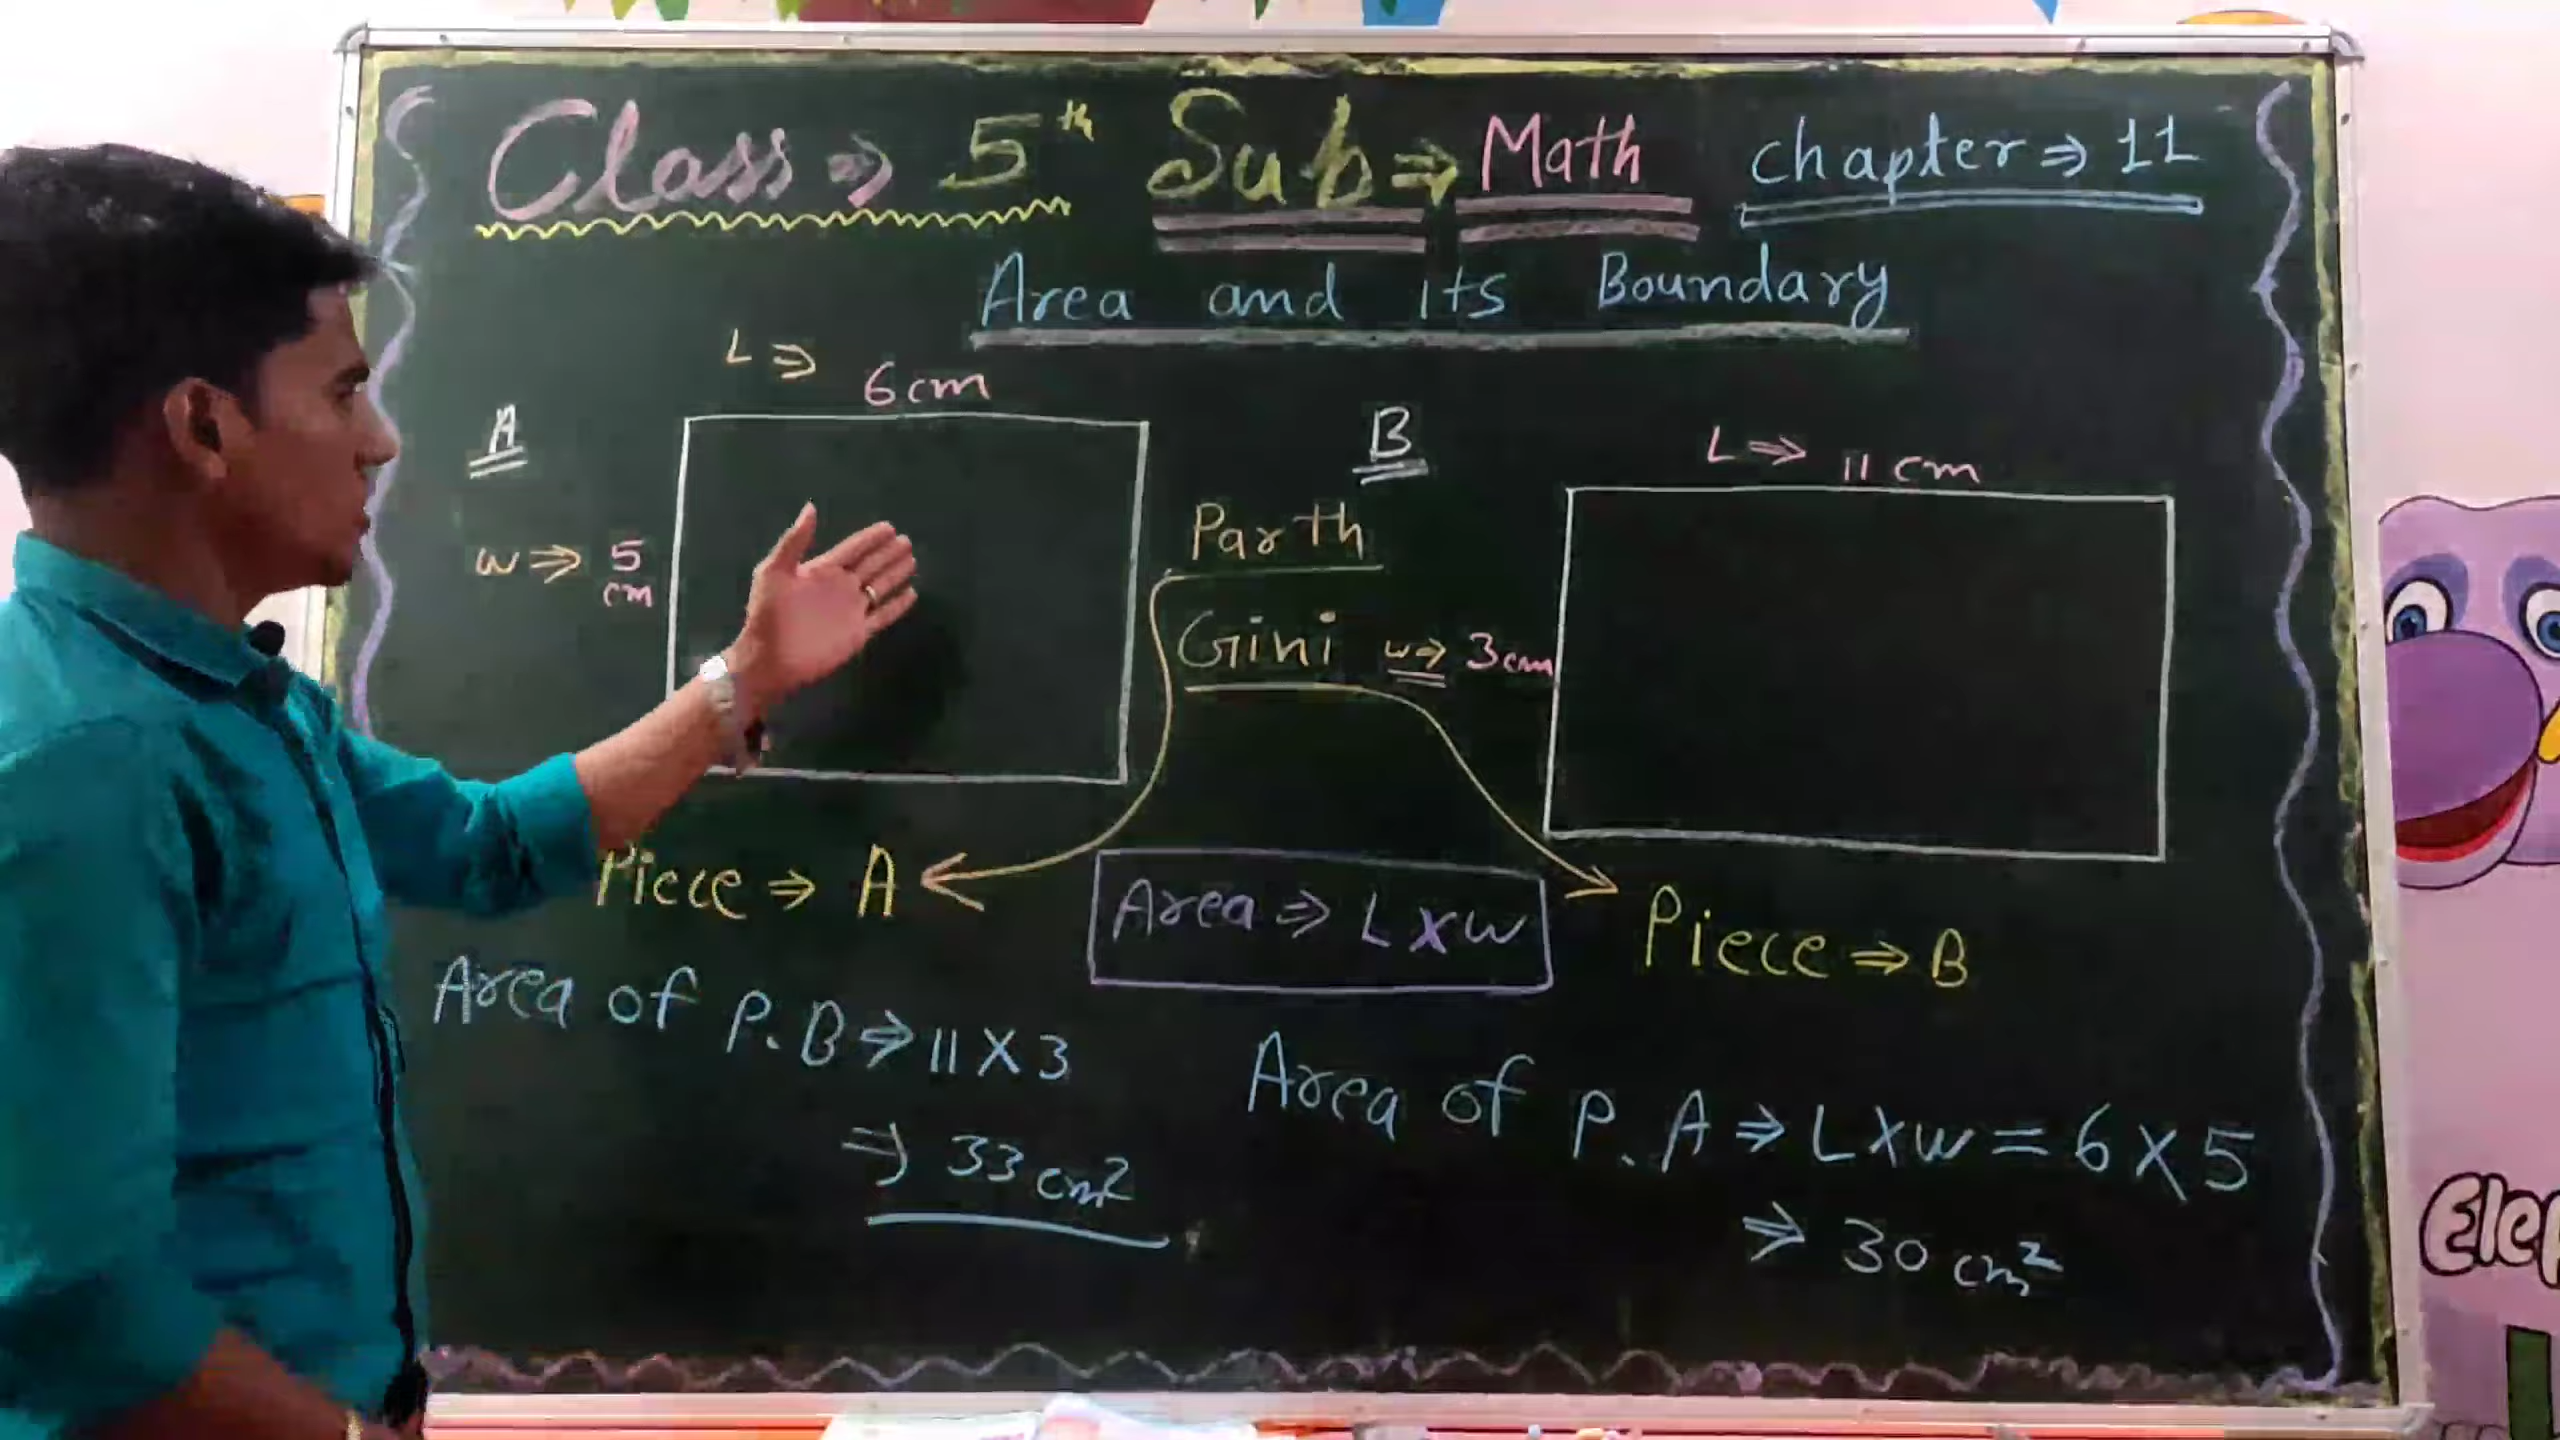 Class ⇒ 5th Sub ⇒ Math chapter ⇒ 11
Area and its Boundary
L ⇒ 6cm
A
W ⇒ 5 cm
B
L ⇒ 11 cm
Parth
Gini
w ⇒ 3cm
Piece ⇒ A
Area ⇒ L x w
Piece ⇒ B
Area of P.B ⇒ 11 X 3
⇒ 33 cm²
Area of P.A ⇒ L x w = 6 x 5
⇒ 30 cm²